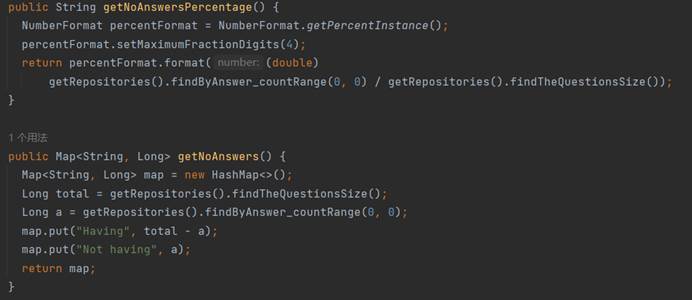 public String getNoAnswersPercentage() {
  NumberFormat percentFormat = NumberFormat.getPercentInstance();
  percentFormat.setMaximumFractionDigits(4);
  return percentFormat.format( number: (double)
      getRepositories().findByAnswer_countRange(0, 0) / getRepositories().findTheQuestionsSize());
}
1 个用法
public Map<String, Long> getNoAnswers() {
  Map<String, Long> map = new HashMap<>();
  Long total = getRepositories().findTheQuestionsSize();
  Long a = getRepositories().findByAnswer_countRange(0, 0);
  map.put("Having", total - a);
  map.put("Not having", a);
  return map;
}